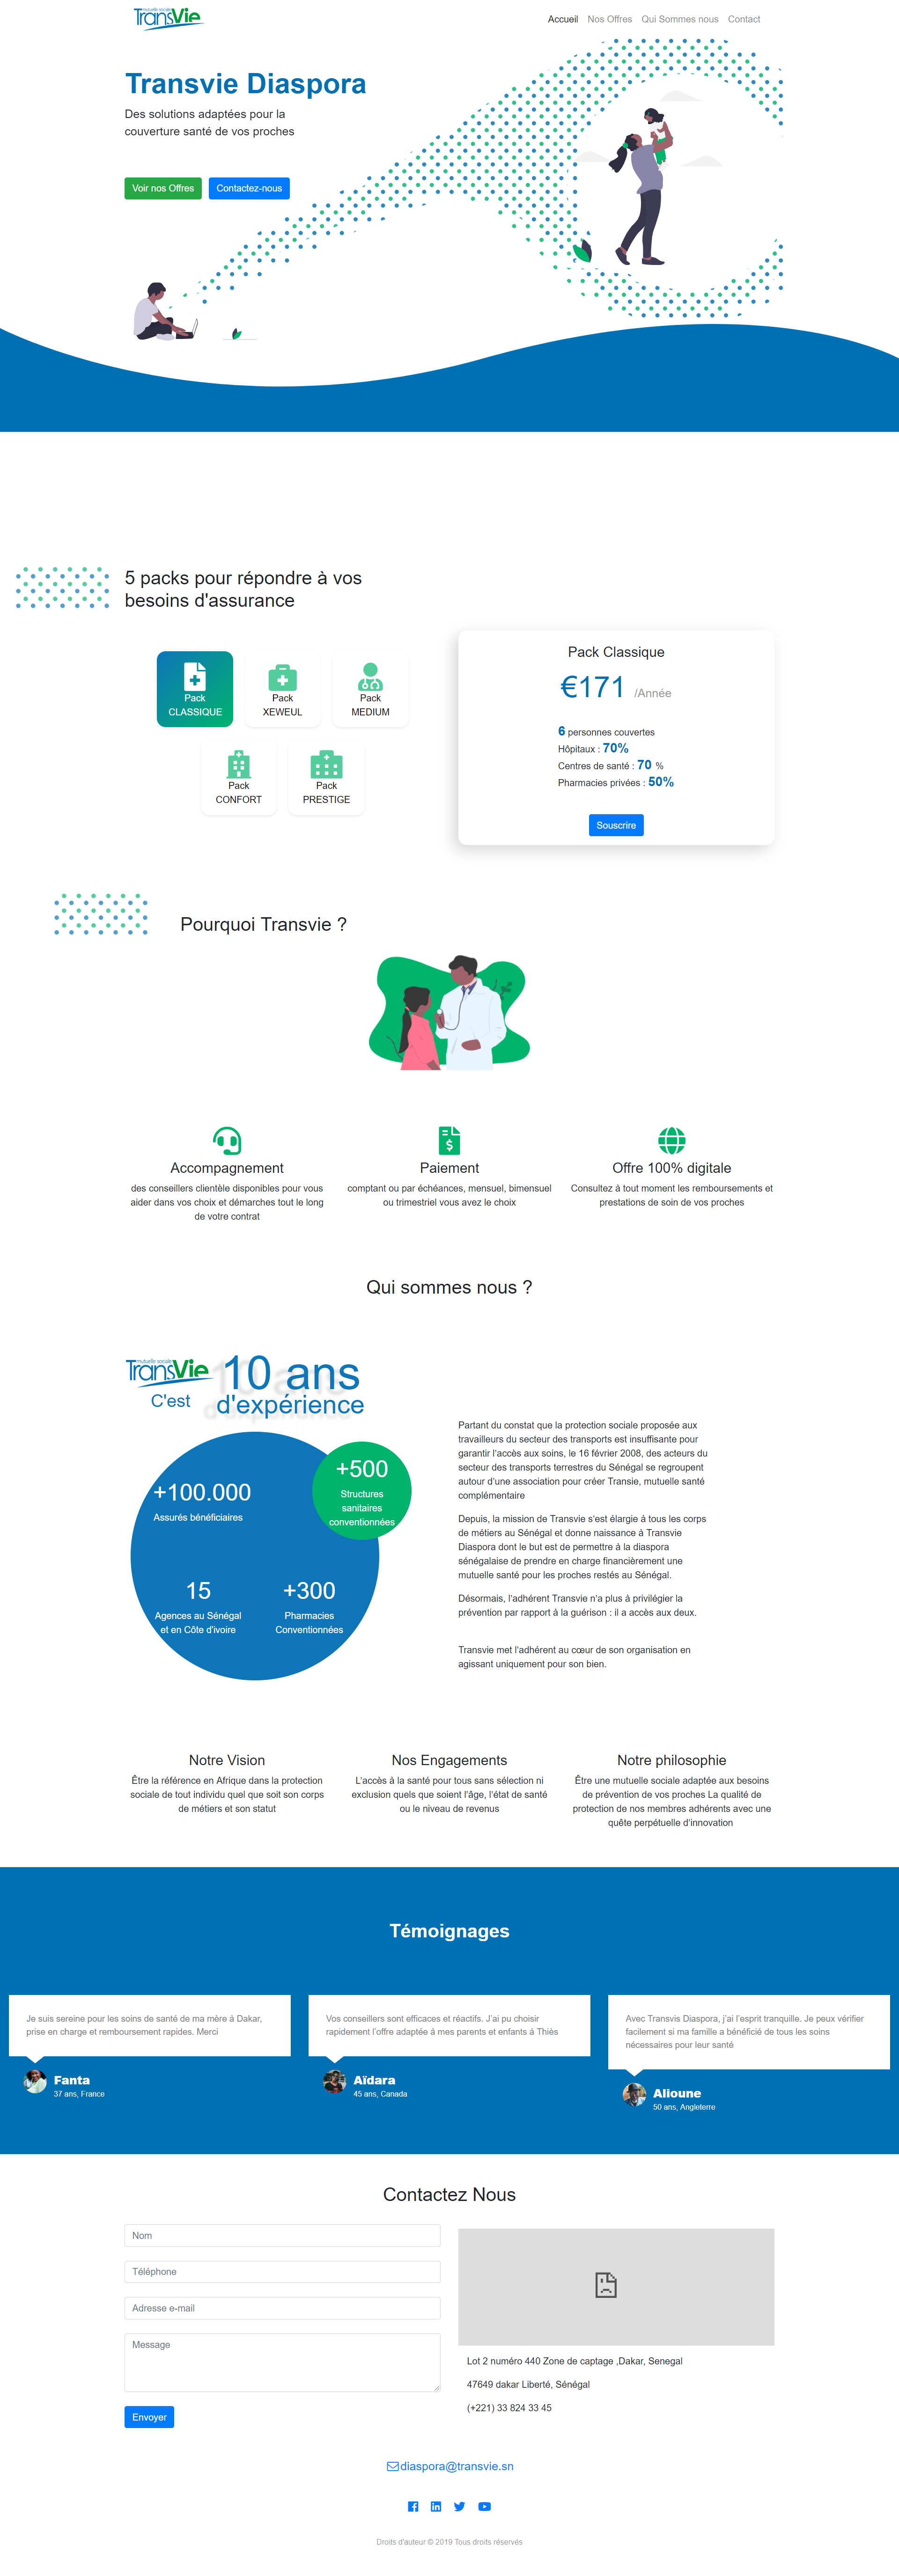 mutuelle sociale
TransVie
Accueil Nos Offres Qui Sommes nous Contact
Transvie Diaspora
Des solutions adaptées pour la
couverture santé de vos proches
Voir nos Offres Contactez-nous
5 packs pour répondre à vos
besoins d'assurance
Pack
CLASSIQUE
Pack
XEWEUL
Pack
MEDIUM
Pack
CONFORT
Pack
PRESTIGE
Pack Classique
€171 /Année
6 personnes couvertes
Hôpitaux : 70%
Centres de santé : 70 %
Pharmacies privées : 50%
Souscrire
Pourquoi Transvie ?
Accompagnement
des conseillers clientèle disponibles pour vous
aider dans vos choix et démarches tout le long
de votre contrat
Paiement
comptant ou par échéances, mensuel, bimensuel
ou trimestriel vous avez le choix
Offre 100% digitale
Consultez à tout moment les remboursements et
prestations de soin de vos proches
Qui sommes nous ?
mutuelle sociale
TransVie
C'est
10 ans
d'expérience
+100.000
Assurés bénéficiaires
+500
Structures
sanitaires
conventionnées
15
Agences au Sénégal
et en Côte d'ivoire
+300
Pharmacies
Conventionnées
Partant du constat que la protection sociale proposée aux
travailleurs du secteur des transports est insuffisante pour
garantir l'accès aux soins, le 16 février 2008, des acteurs du
secteur des transports terrestres du Sénégal se regroupent
autour d'une association pour créer Transie, mutuelle santé
complémentaire
Depuis, la mission de Transvie s'est élargie à tous les corps
de métiers au Sénégal et donne naissance à Transvie
Diaspora dont le but est de permettre à la diaspora
sénégalaise de prendre en charge financièrement une
mutuelle santé pour les proches restés au Sénégal.
Désormais, l'adhérent Transvie n'a plus à privilégier la
prévention par rapport à la guérison : il a accès aux deux.
Transvie met l'adhérent au cœur de son organisation en
agissant uniquement pour son bien.
Notre Vision
Être la référence en Afrique dans la protection
sociale de tout individu quel que soit son corps
de métiers et son statut
Nos Engagements
L'accès à la santé pour tous sans sélection ni
exclusion quels que soient l'âge, l'état de santé
ou le niveau de revenus
Notre philosophie
Être une mutuelle sociale adaptée aux besoins
de prévention de vos proches La qualité de
protection de nos membres adhérents avec une
quête perpétuelle d'innovation
Témoignages
Je suis sereine pour les soins de santé de ma mère à Dakar,
prise en charge et remboursement rapides. Merci
Fanta
37 ans, France
Vos conseillers sont efficaces et réactifs. J'ai pu choisir
rapidement l'offre adaptée à mes parents et enfants à Thiès
Aïdara
45 ans, Canada
Avec Transvis Diaspora, j'ai l'esprit tranquille. Je peux vérifier
facilement si ma famille a bénéficié de tous les soins
nécessaires pour leur santé
Alioune
50 ans, Angleterre
Contactez Nous
Nom
Téléphone
Adresse e-mail
Message
Envoyer
Lot 2 numéro 440 Zone de captage ,Dakar, Senegal
47649 dakar Liberté, Sénégal
(+221) 33 824 33 45
diaspora@transvie.sn
Droits d'auteur © 2019 Tous droits réservés